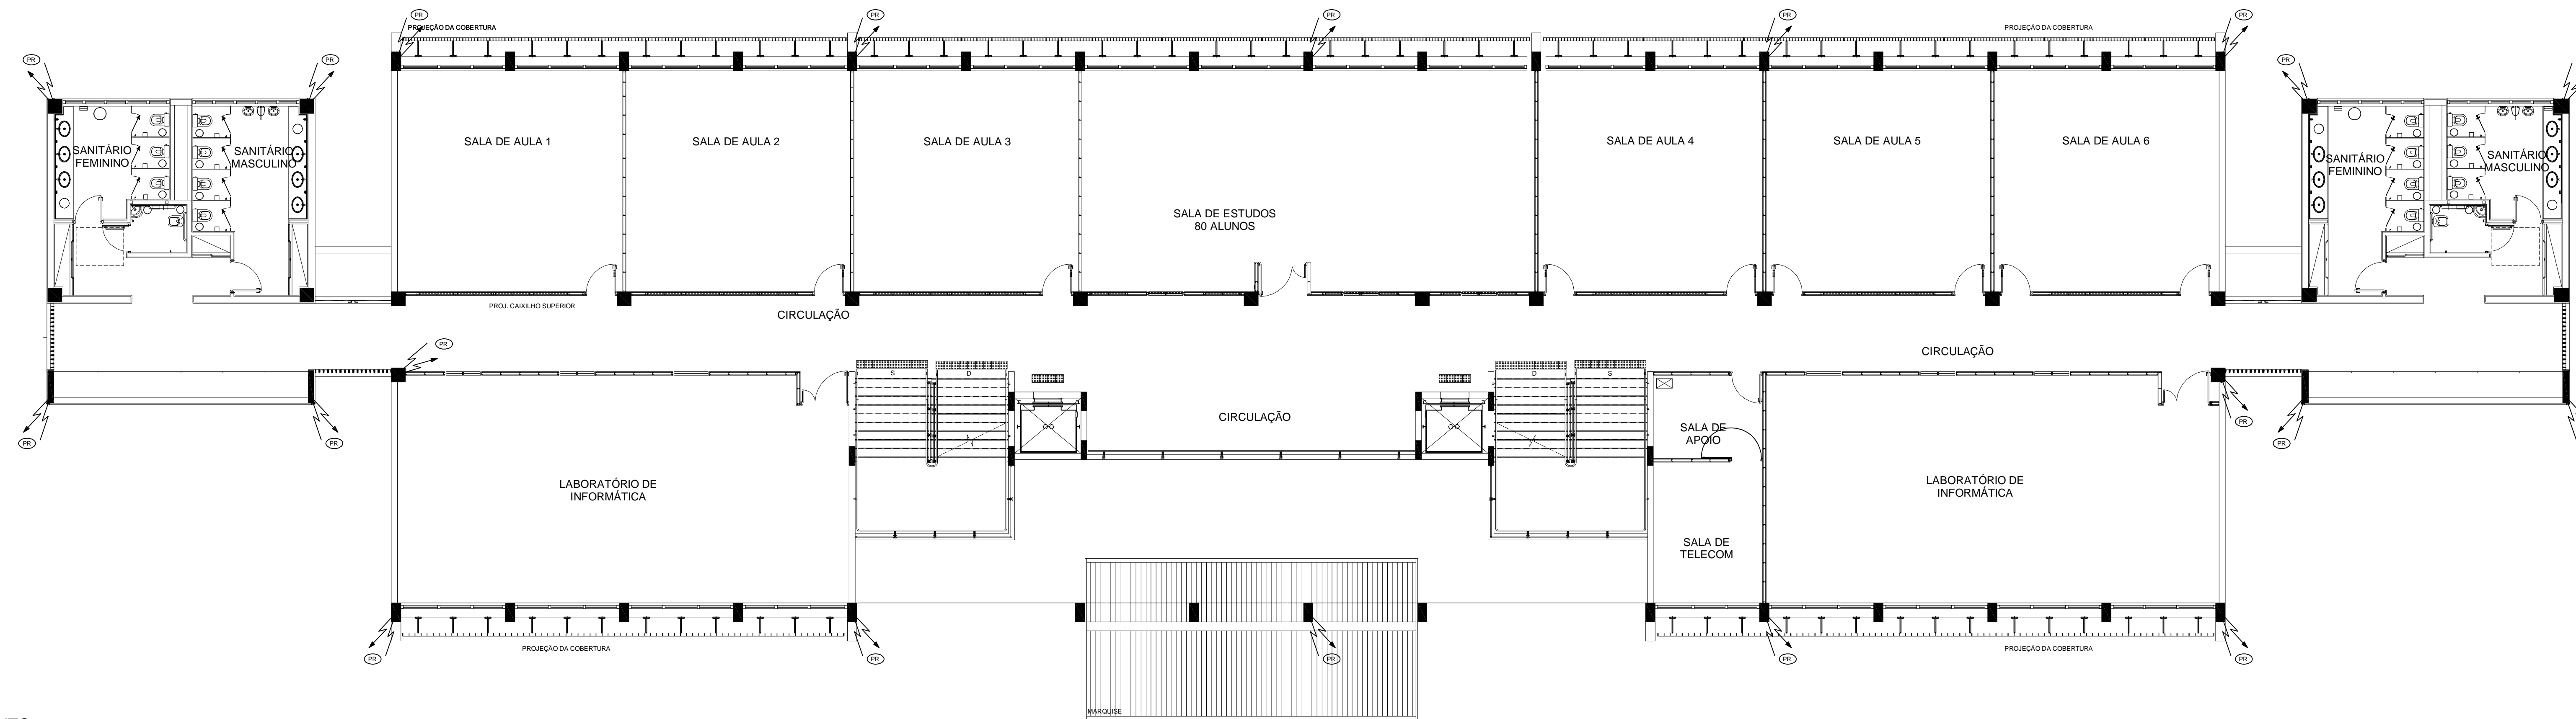 PR
PR
PR
PR
PR
PROJEÇÃO DA COBERTURA
PROJEÇÃO DA COBERTURA
PR
PR
PR
SANITÁRIO
FEMININO
SANITÁRIO
MASCULINO
SALA DE AULA 1
SALA DE AULA 2
SALA DE AULA 3
SALA DE AULA 4
SALA DE AULA 5
SALA DE AULA 6
SANITÁRIO
FEMININO
SANITÁRIO
MASCULINO
SALA DE ESTUDOS
80 ALUNOS
PROJ. CAIXILHO SUPERIOR
CIRCULAÇÃO
PR
CIRCULAÇÃO
S
D
D
S
CIRCULAÇÃO
PR
SALA DE
APOIO
PR
PR
PR
LABORATÓRIO DE
INFORMÁTICA
LABORATÓRIO DE
INFORMÁTICA
SALA DE
TELECOM
PROJEÇÃO DA COBERTURA
PROJEÇÃO DA COBERTURA
PR
PR
PR
PR
PR
MARQUISE